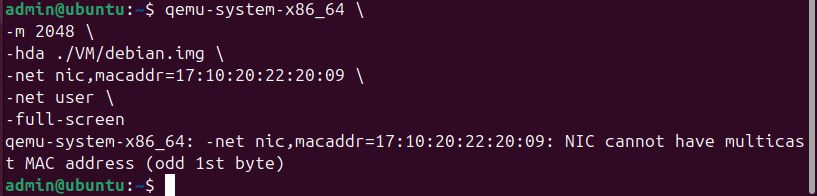 admin@ubuntu:~$ qemu-system-x86_64 \
-m 2048 \
-hda ./VM/debian.img \
-net nic,macaddr=17:10:20:22:20:09 \
-net user \
-full-screen
qemu-system-x86_64: -net nic,macaddr=17:10:20:22:20:09: NIC cannot have multicas
t MAC address (odd 1st byte)
admin@ubuntu:~$